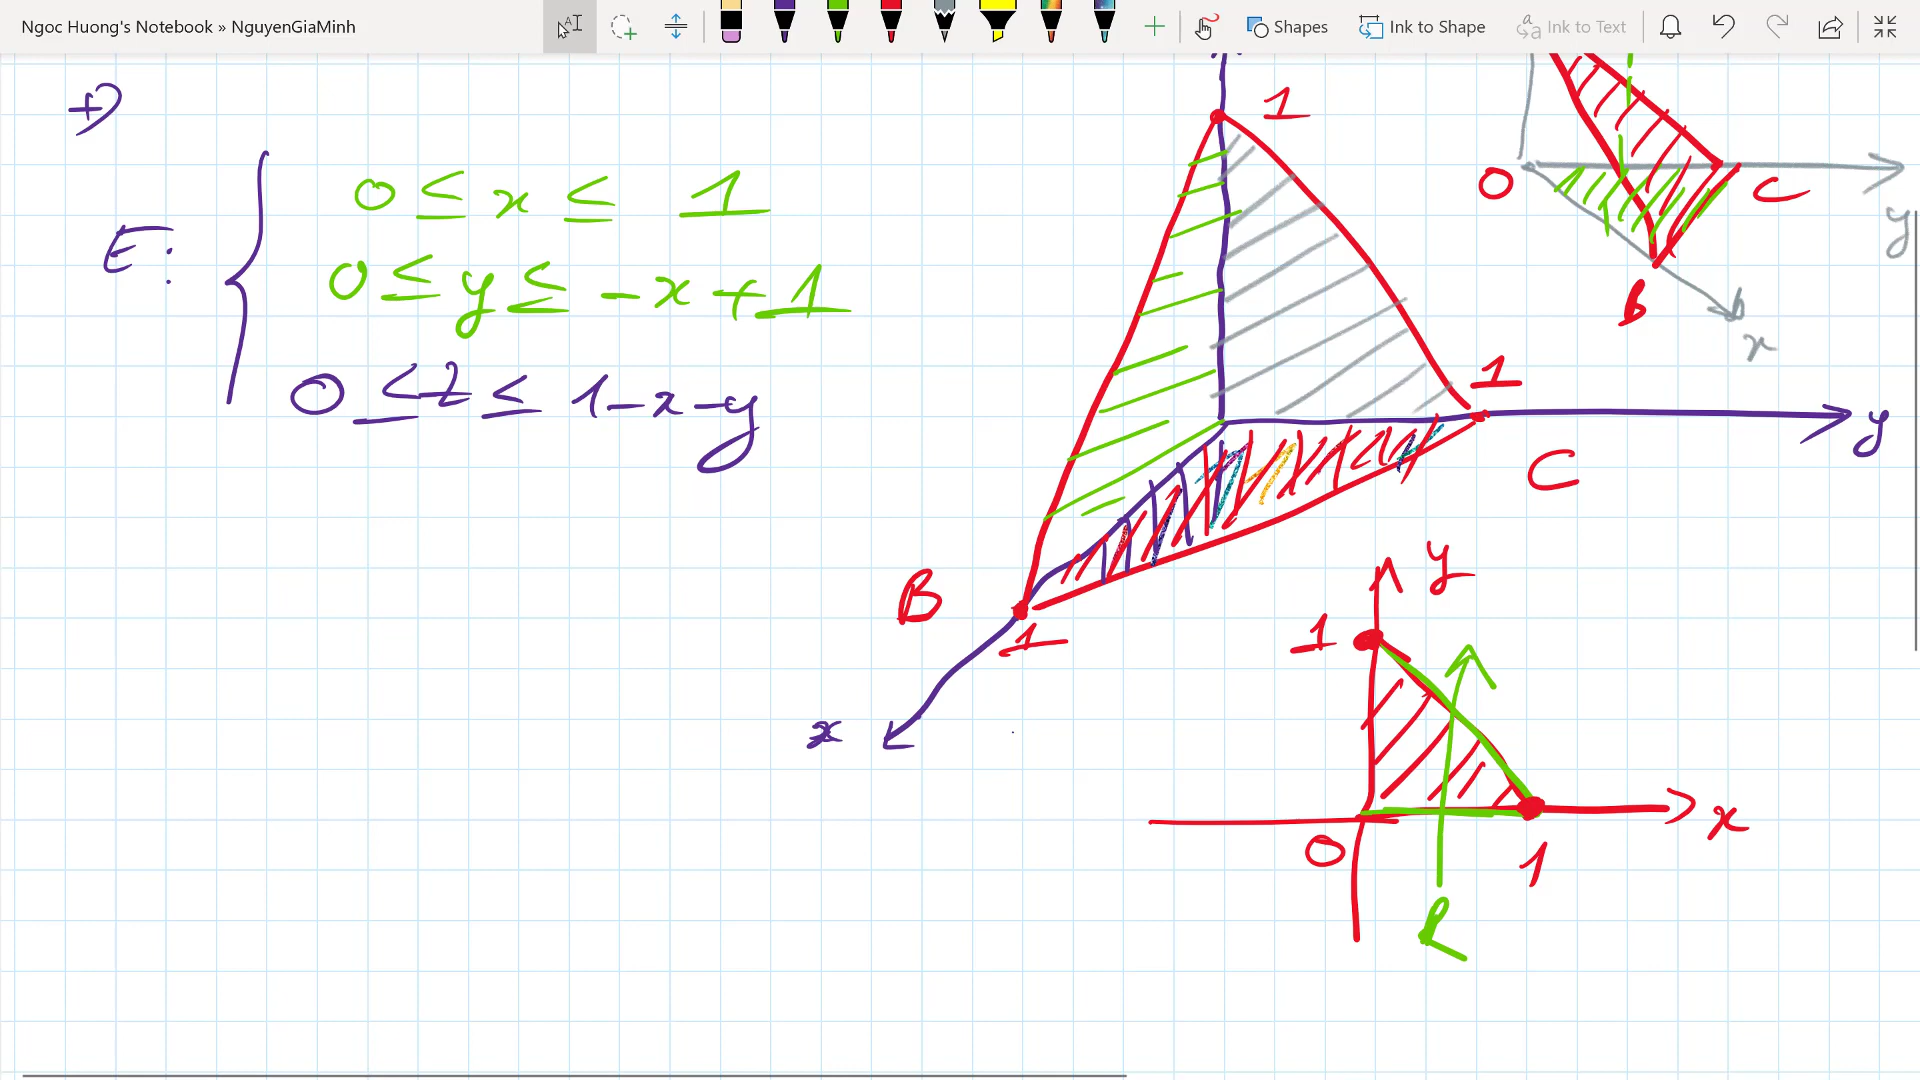 Ngoc Huong's Notebook » NguyenGiaMinh
Shapes
Ink to Shape
Ink to Text
E:
0 ≤ x ≤ 1
0 ≤ y ≤ -x + 1
0 ≤ z ≤ 1-x-y
1
1
y
C
B
1
x
O
C
y
B
x
y
1
x
O
1